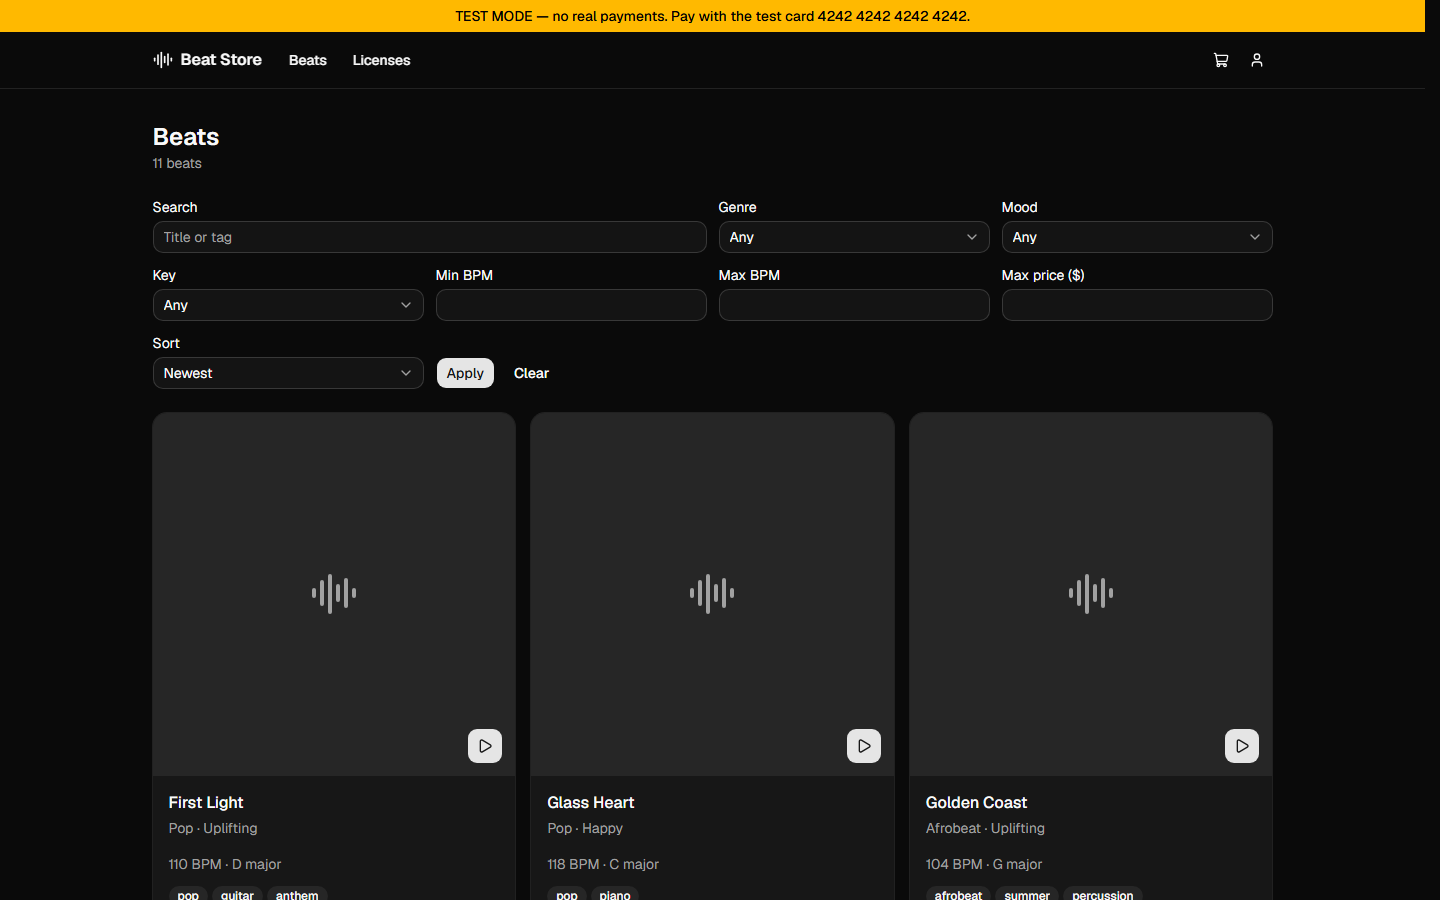 TEST MODE — no real payments. Pay with the test card 4242 4242 4242 4242.
Beat Store Beats Licenses
Beats
11 beats
Search Genre Mood
Title or tag Any Any
Key Min BPM Max BPM Max price ($)
Any
Sort
Newest Apply Clear
First Light Glass Heart Golden Coast
Pop · Uplifting Pop · Happy Afrobeat · Uplifting
110 BPM · D major 118 BPM · C major 104 BPM · G major
pop guitar anthem pop piano afrobeat summer percussion